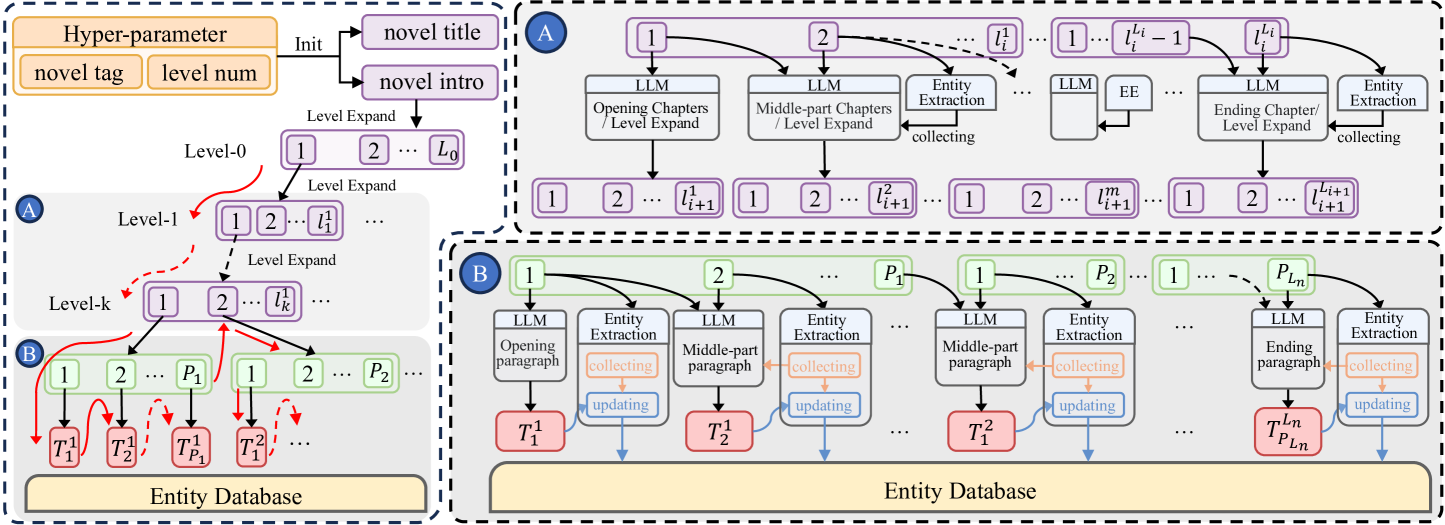 Hyper-parameter
novel tag
level num
Init
novel title
novel intro
Level Expand
Level-0
1 2 ⋯ L_0
Level Expand
A
Level-1
1 2 ⋯ l_1^1 ⋯
Level Expand
Level-k
1 2 ⋯ l_k^1 ⋯
B
1 2 ⋯ P_1 1 2 ⋯ P_2 ⋯
T_1^1 T_2^1 T_{P_1}^1 T_1^2 ⋯
Entity Database
A
1 2 ⋯ l_i^1 1 ⋯ l_i^{L_i} − 1 l_i^{L_i}
LLM
Opening Chapters
/ Level Expand
LLM
Middle-part Chapters
/ Level Expand
Entity
Extraction
collecting
⋯
LLM
EE
⋯
LLM
Ending Chapter/
Level Expand
Entity
Extraction
collecting
1 2 ⋯ l_{i+1}^1 1 2 ⋯ l_{i+1}^2 ⋯ 1 2 ⋯ l_{i+1}^m ⋯ 1 2 ⋯ l_{i+1}^{L_{i+1}}
B
1 2 ⋯ P_1 1 ⋯ P_2 ⋯ 1 ⋯ P_{L_n}
LLM
Opening
paragraph
Entity
Extraction
collecting
updating
LLM
Middle-part
paragraph
Entity
Extraction
collecting
updating
⋯
LLM
Middle-part
paragraph
Entity
Extraction
collecting
updating
⋯
LLM
Ending
paragraph
Entity
Extraction
collecting
updating
T_1^1 T_2^1 ⋯ T_1^2 ⋯ T_{P_{L_n}}^{L_n}
Entity Database